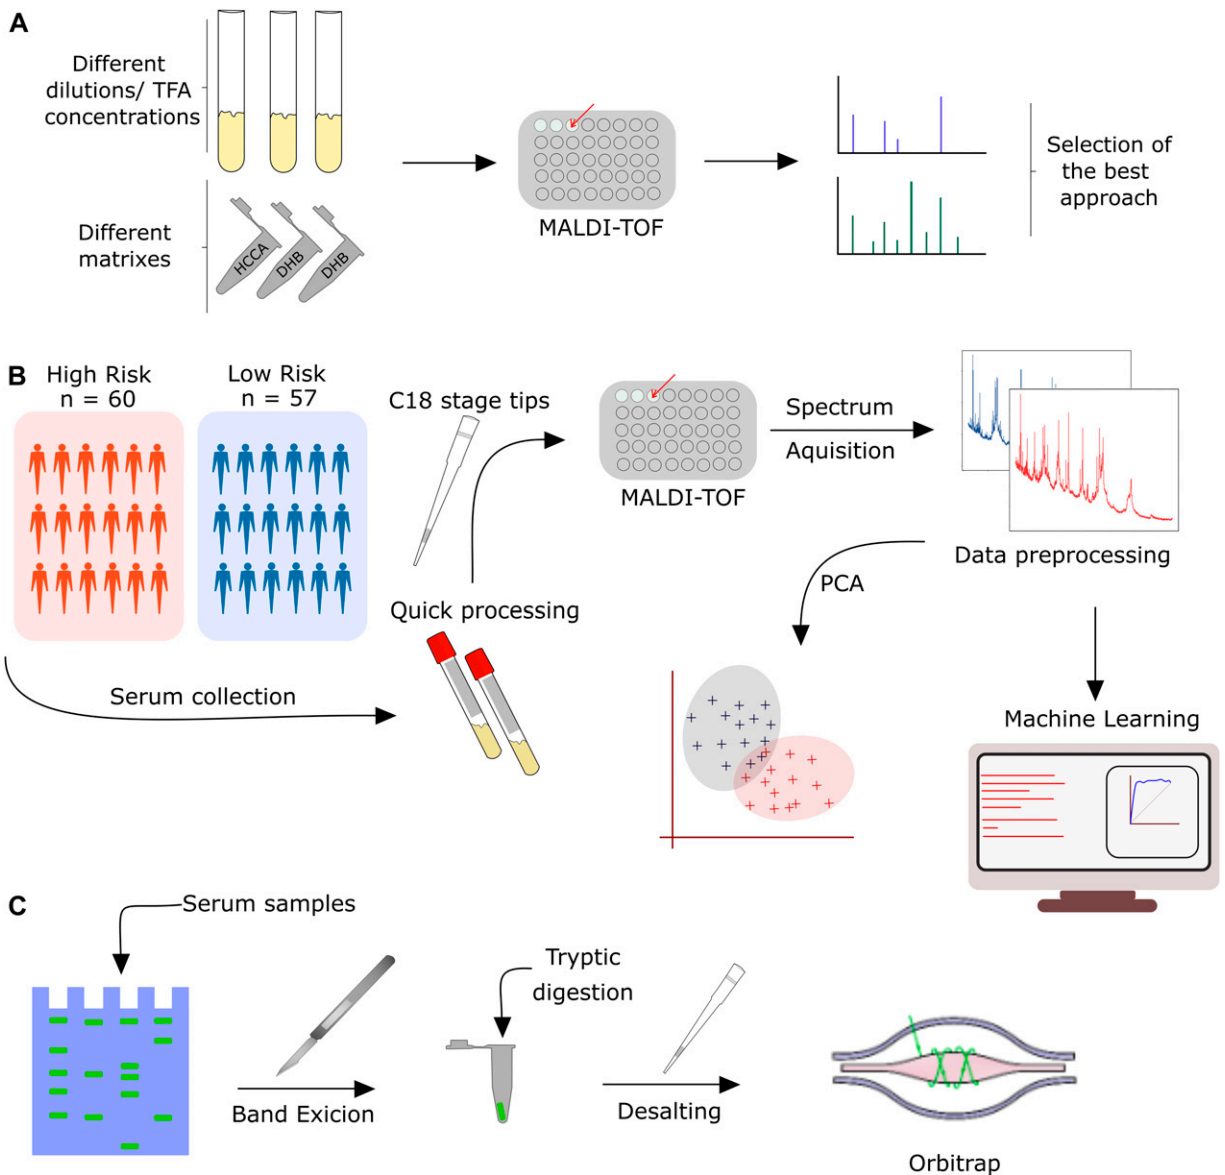 A
Different
dilutions/ TFA
concentrations
Different
matrixes
HCCA
DHB
DHB
MALDI-TOF
Selection of
the best
approach
B
High Risk
n = 60
Low Risk
n = 57
C18 stage tips
Quick processing
Serum collection
MALDI-TOF
Spectrum
Aquisition
Data preprocessing
PCA
Machine Learning
C
Serum samples
Band Exicion
Tryptic
digestion
Desalting
Orbitrap